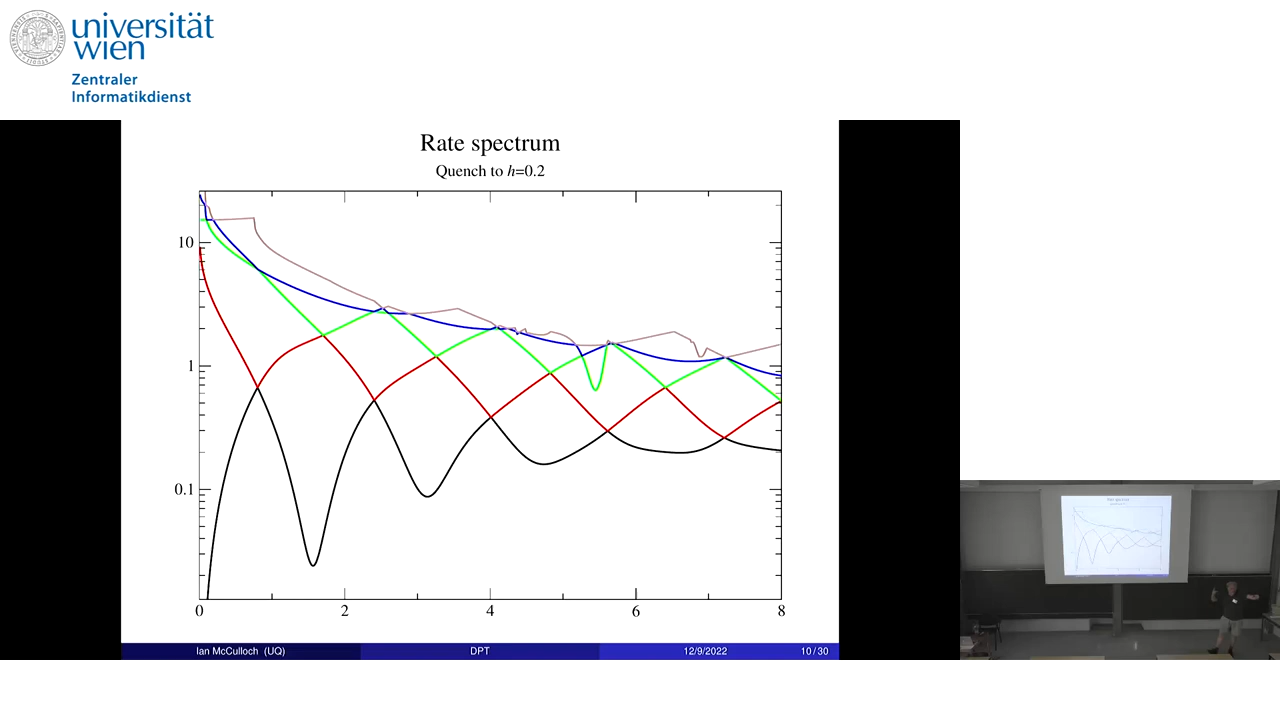 universität
wien
Zentraler
Informatikdienst
Rate spectrum
Quench to h=0.2
10
1
0.1
0 2 4 6 8
Ian McCulloch (UQ) DPT 12/9/2022 10 / 30